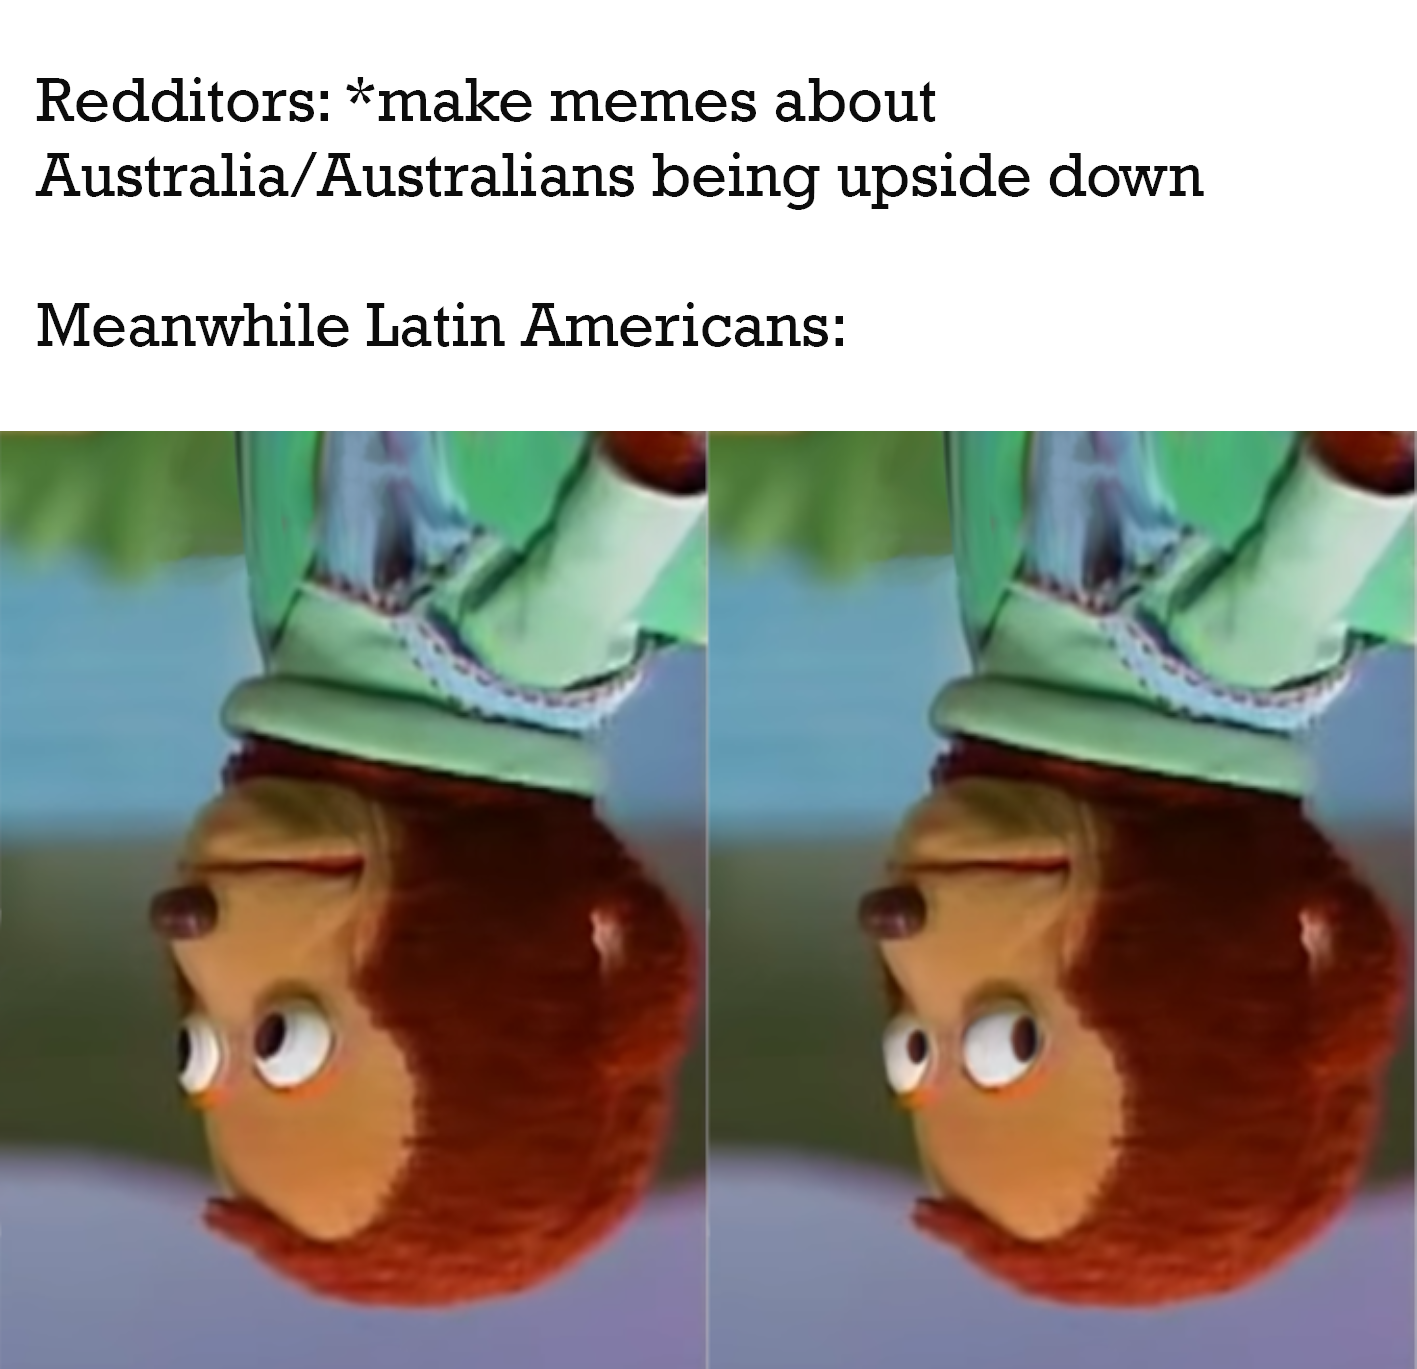 Redditors: *make memes about
Australia/Australians being upside down
Meanwhile Latin Americans: